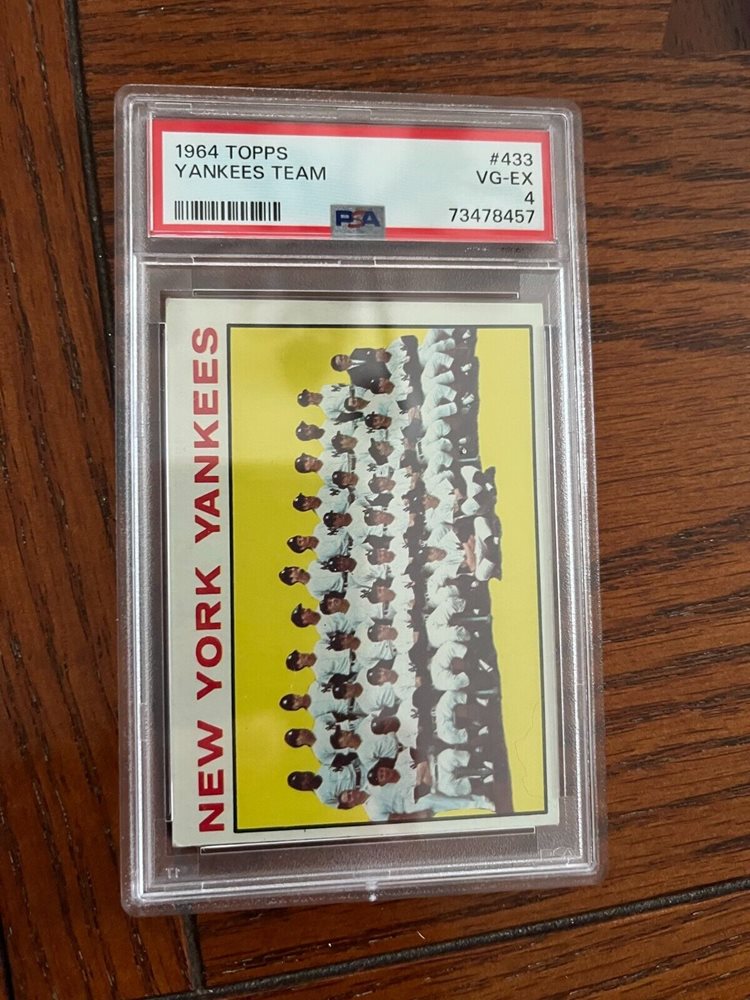 1964 TOPPS
YANKEES TEAM
#433
VG-EX
4
73478457
PSA
NEW YORK YANKEES